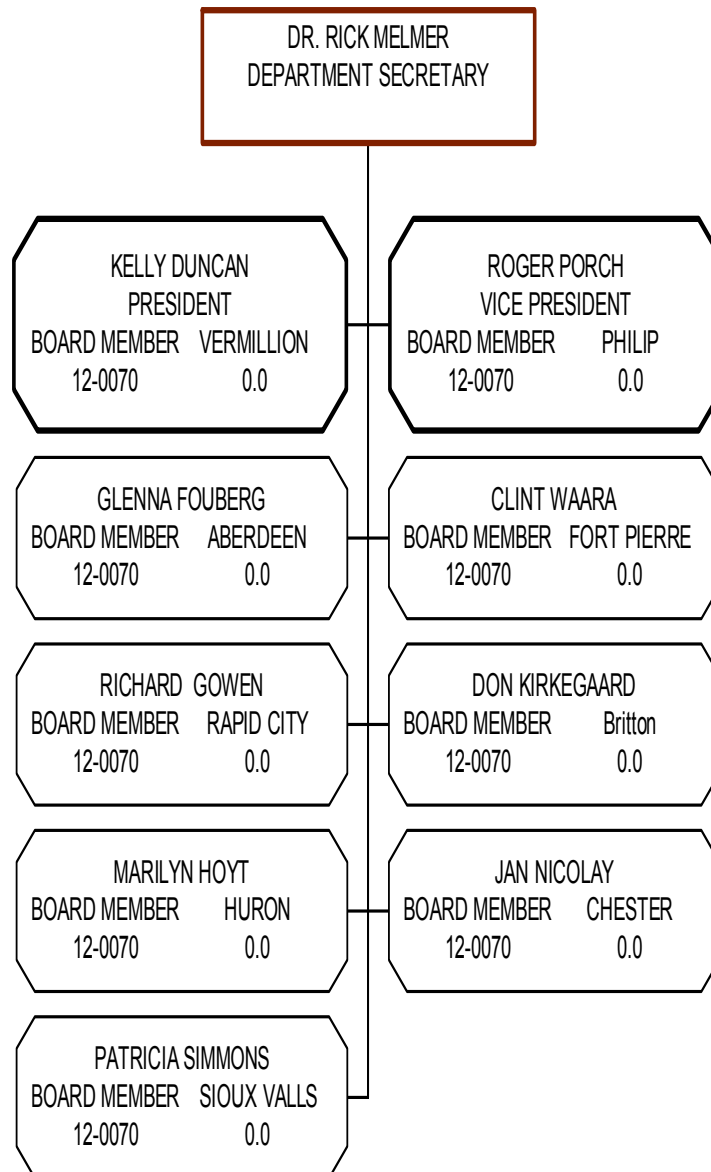 DR. RICK MELMER
DEPARTMENT SECRETARY
KELLY DUNCAN
PRESIDENT
BOARD MEMBER VERMILLION
12-0070 0.0
ROGER PORCH
VICE PRESIDENT
BOARD MEMBER PHILIP
12-0070 0.0
GLENNA FOUBERG
BOARD MEMBER ABERDEEN
12-0070 0.0
CLINT WAARA
BOARD MEMBER FORT PIERRE
12-0070 0.0
RICHARD GOWEN
BOARD MEMBER RAPID CITY
12-0070 0.0
DON KIRKEGAARD
BOARD MEMBER Britton
12-0070 0.0
MARILYN HOYT
BOARD MEMBER HURON
12-0070 0.0
JAN NICOLAY
BOARD MEMBER CHESTER
12-0070 0.0
PATRICIA SIMMONS
BOARD MEMBER SIOUX VALLS
12-0070 0.0